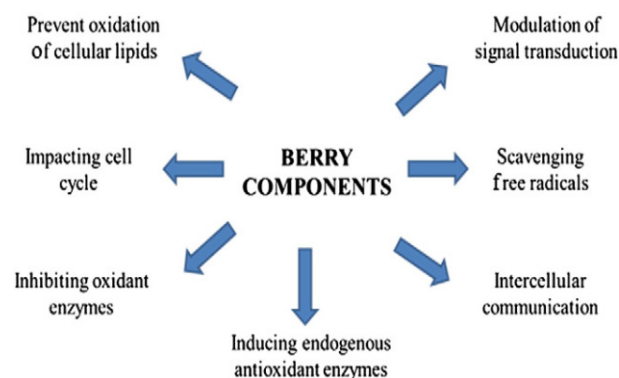 Prevent oxidation
of cellular lipids
Modulation of
signal transduction
Impacting cell
cycle
BERRY
COMPONENTS
Scavenging
free radicals
Inhibiting oxidant
enzymes
Intercellular
communication
Inducing endogenous
antioxidant enzymes